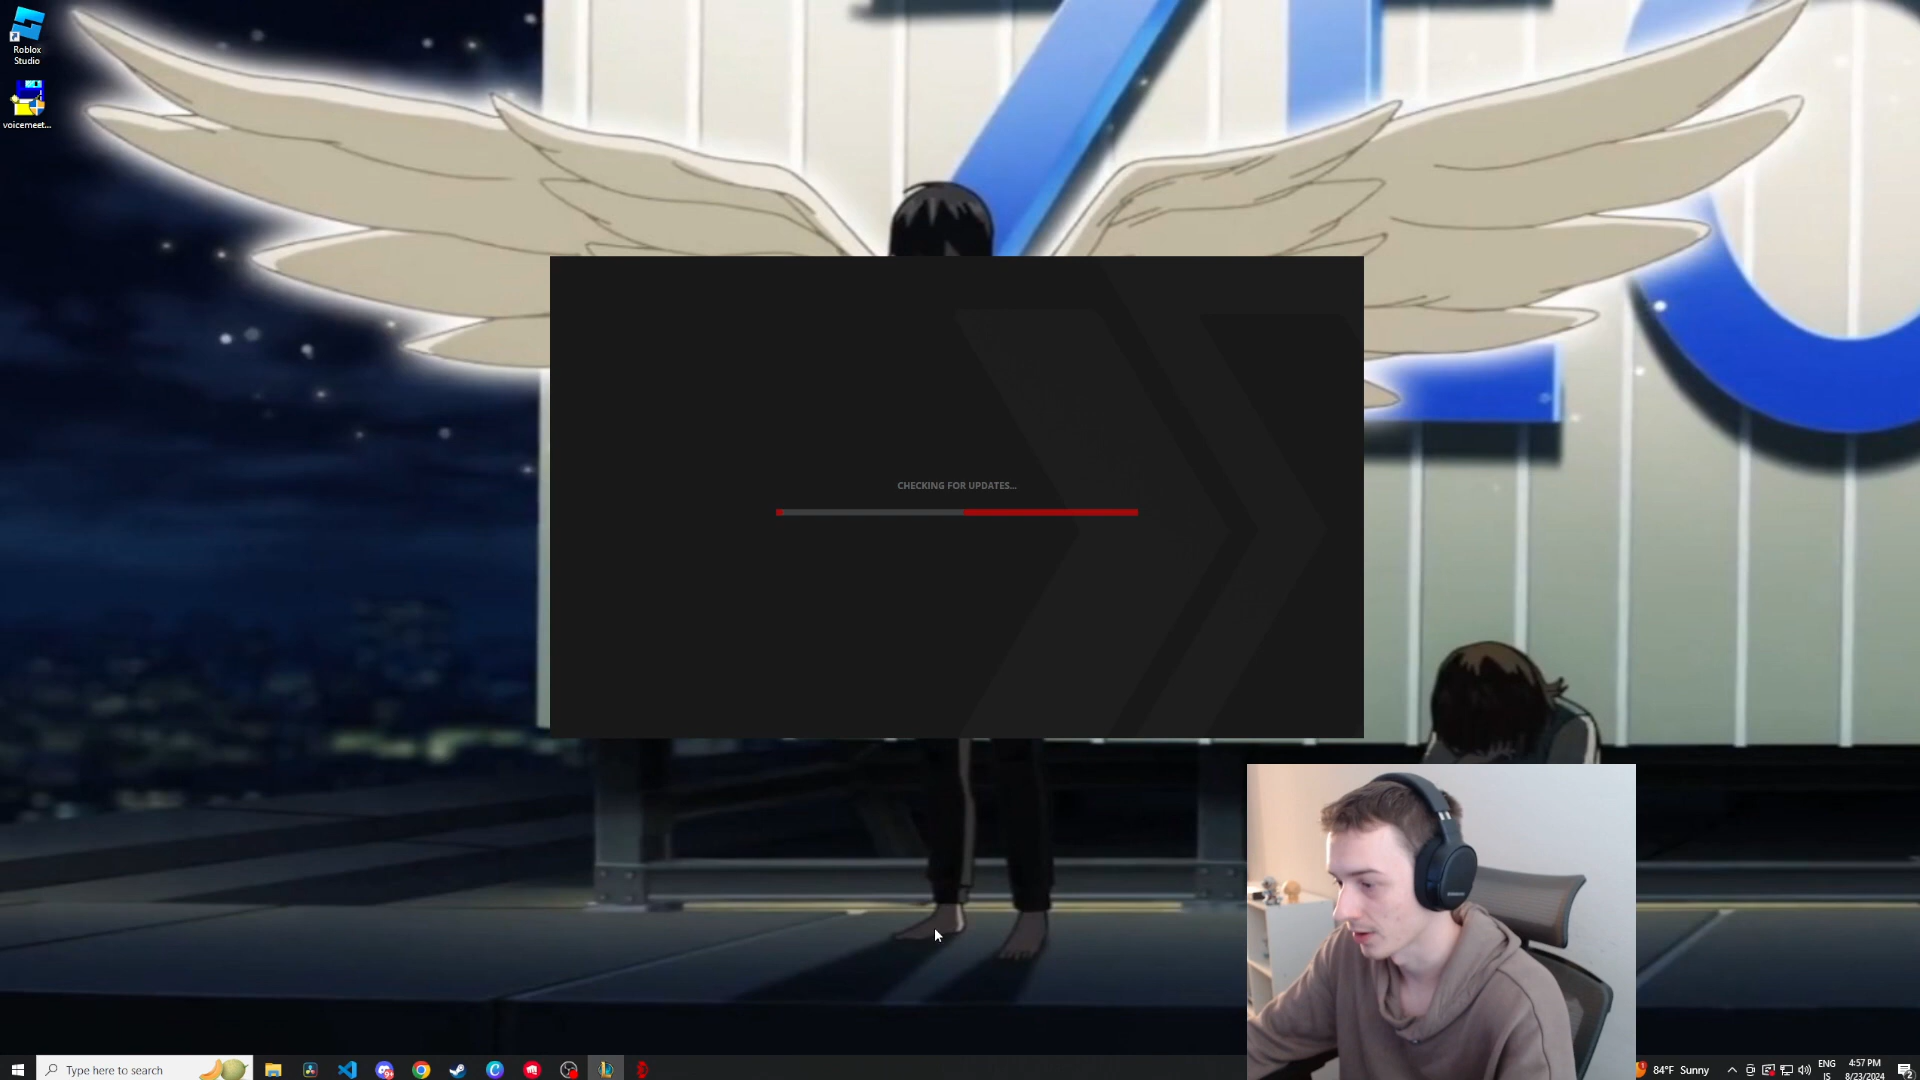 Roblox
Studio
voicemeet...
CHECKING FOR UPDATES...
Type here to search
84°F Sunny
ENG
IS
4:57 PM
8/23/2024